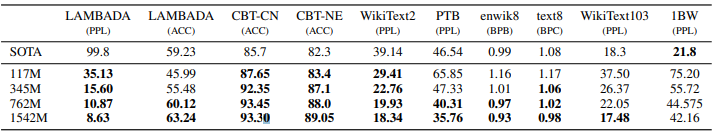 LAMBADA LAMBADA CBT-CN CBT-NE WikiText2 PTB enwik8 text8 WikiText103 1BW
(PPL) (ACC) (ACC) (ACC) (PPL) (PPL) (BPB) (BPC) (PPL) (PPL)
SOTA 99.8 59.23 85.7 82.3 39.14 46.54 0.99 1.08 18.3 21.8
117M 35.13 45.99 87.65 83.4 29.41 65.85 1.16 1.17 37.50 75.20
345M 15.60 55.48 92.35 87.1 22.76 47.33 1.01 1.06 26.37 55.72
762M 10.87 60.12 93.45 88.0 19.93 40.31 0.97 1.02 22.05 44.575
1542M 8.63 63.24 93.30 89.05 18.34 35.76 0.93 0.98 17.48 42.16